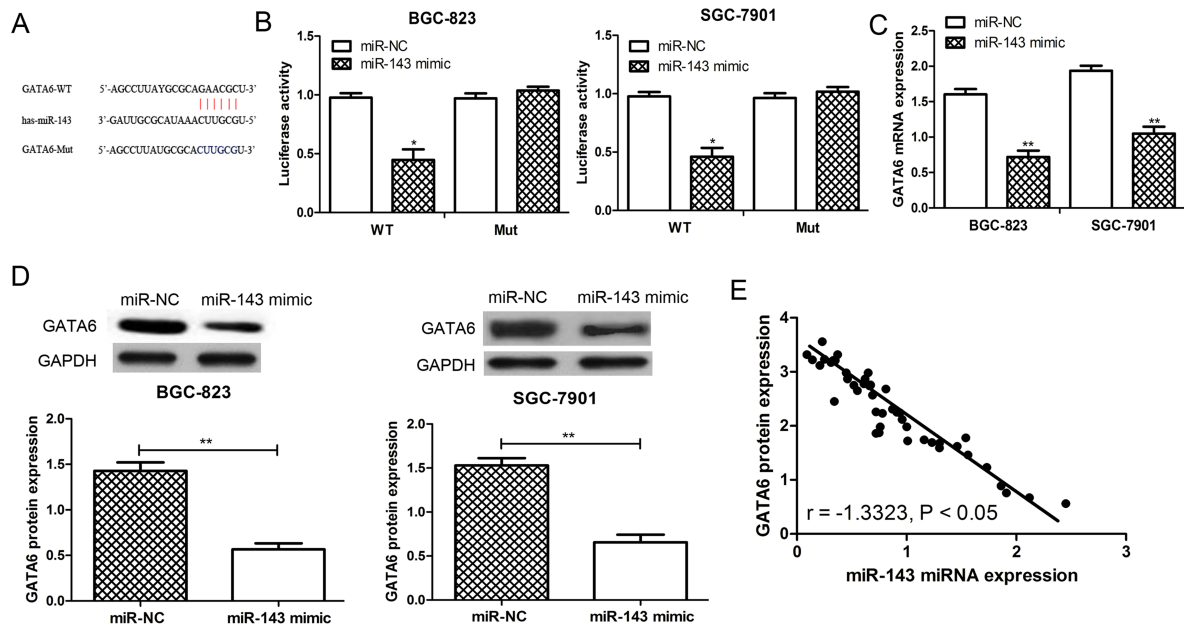 A
GATA6-WT 5'-AGCCUUAYGCGCAGAACGCU-3'
has-miR-143 3'-GAUUGCGCAUAAACUUGCGU-5'
GATA6-Mut 5'-AGCCUUAUGCGCACUUGCGU-3'
B
BGC-823
miR-NC
miR-143 mimic
Luciferase activity
1.5
1.0
0.5
0.0
*
WT Mut
SGC-7901
miR-NC
miR-143 mimic
Luciferase activity
1.5
1.0
0.5
0.0
*
WT Mut
C
miR-NC
miR-143 mimic
GATA6 mRNA expression
2.5
2.0
1.5
1.0
0.5
0.0
**
**
BGC-823 SGC-7901
D
miR-NC miR-143 mimic
GATA6
GAPDH
BGC-823
GATA6 protein expression
2.0
1.5
1.0
0.5
0.0
**
miR-NC miR-143 mimic
miR-NC miR-143 mimic
GATA6
GAPDH
SGC-7901
GATA6 protein expression
2.0
1.5
1.0
0.5
0.0
**
miR-NC miR-143 mimic
E
GATA6 protein expression
4
3
2
1
0
r = -1.3323, P < 0.05
0 1 2 3
miR-143 miRNA expression